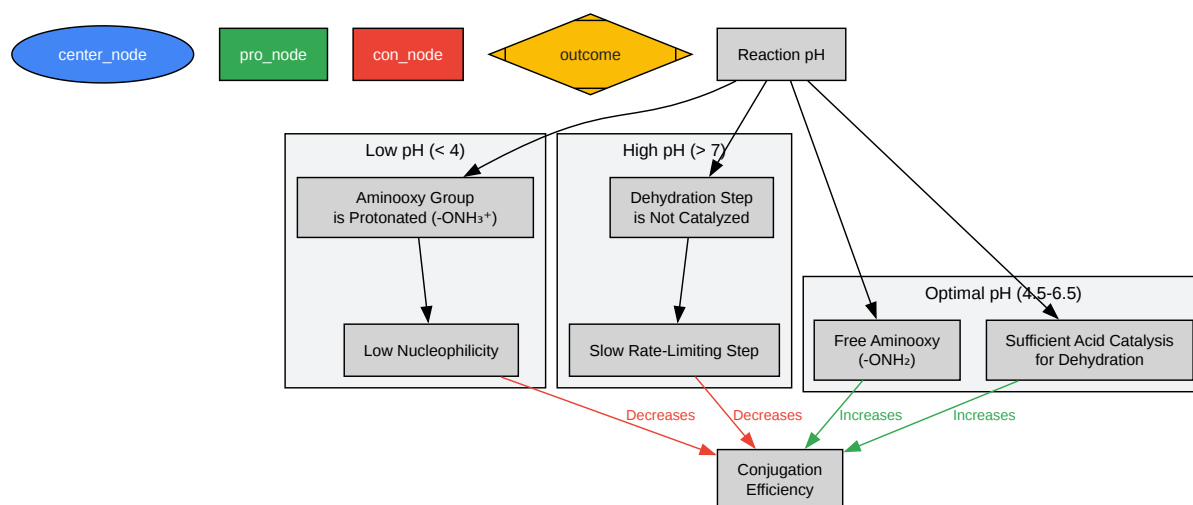 center_node
pro_node
con_node
outcome
Reaction pH
Low pH (< 4)
Aminooxy Group
is Protonated (-ONH₃⁺)
Low Nucleophilicity
High pH (> 7)
Dehydration Step
is Not Catalyzed
Slow Rate-Limiting Step
Optimal pH (4.5-6.5)
Free Aminooxy
(-ONH₂)
Sufficient Acid Catalysis
for Dehydration
Decreases
Decreases
Increases
Increases
Conjugation
Efficiency